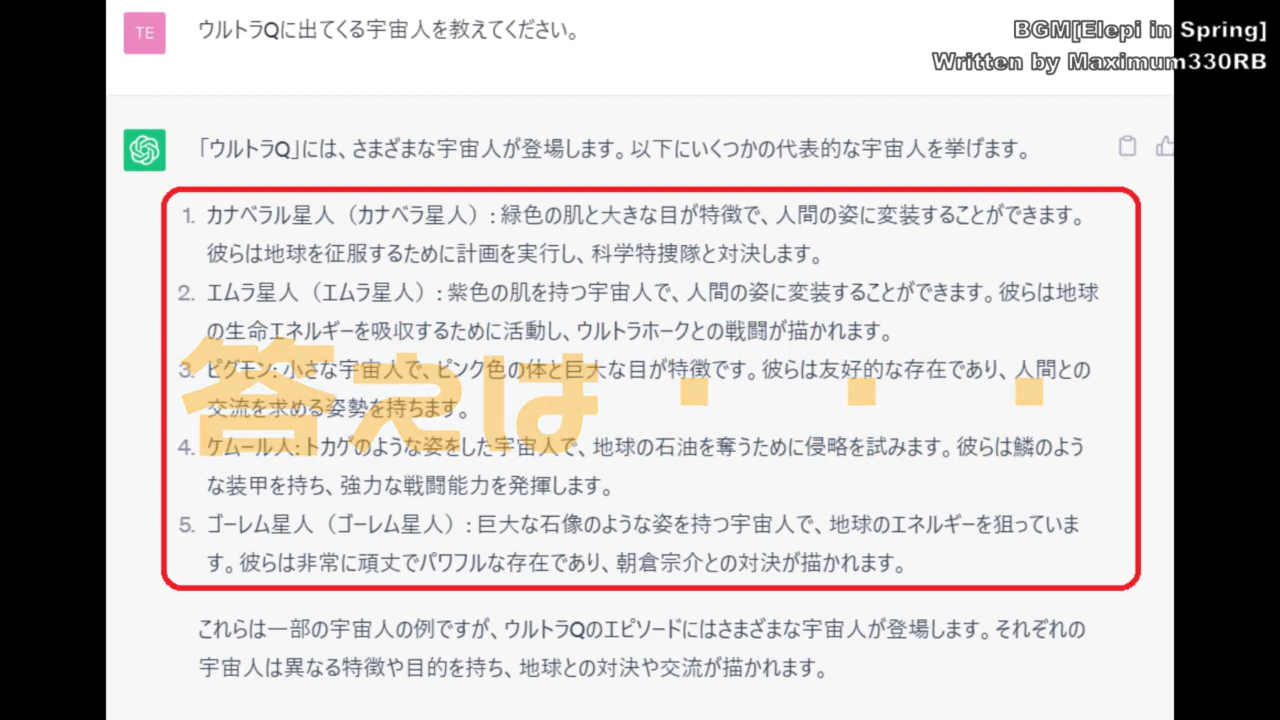 TE
ウルトラQに出てくる宇宙人を教えてください。
BGM[Elepi in Spring]
Written by Maximum330RB
「ウルトラQ」には、さまざまな宇宙人が登場します。以下にいくつかの代表的な宇宙人を挙げます。
1. カナベラル星人（カナベラ星人）: 緑色の肌と大きな目が特徴で、人間の姿に変装することができます。
彼らは地球を征服するために計画を実行し、科学特捜隊と対決します。
2. エムラ星人（エムラ星人）: 紫色の肌を持つ宇宙人で、人間の姿に変装することができます。彼らは地球
の生命エネルギーを吸収するために活動し、ウルトラホークとの戦闘が描かれます。
3. ピグモン: 小さな宇宙人で、ピンク色の体と巨大な目が特徴です。彼らは友好的な存在であり、人間との
交流を求める姿勢を持ちます。
答えは・・・
4. ケムール人: トカゲのような姿をした宇宙人で、地球の石油を奪うために侵略を試みます。彼らは鱗のよう
な装甲を持ち、強力な戦闘能力を発揮します。
5. ゴーレム星人（ゴーレム星人）: 巨大な石像のような姿を持つ宇宙人で、地球のエネルギーを狙っていま
す。彼らは非常に頑丈でパワフルな存在であり、朝倉宗介との対決が描かれます。
これらは一部の宇宙人の例ですが、ウルトラQのエピソードにはさまざまな宇宙人が登場します。それぞれの
宇宙人は異なる特徴や目的を持ち、地球との対決や交流が描かれます。